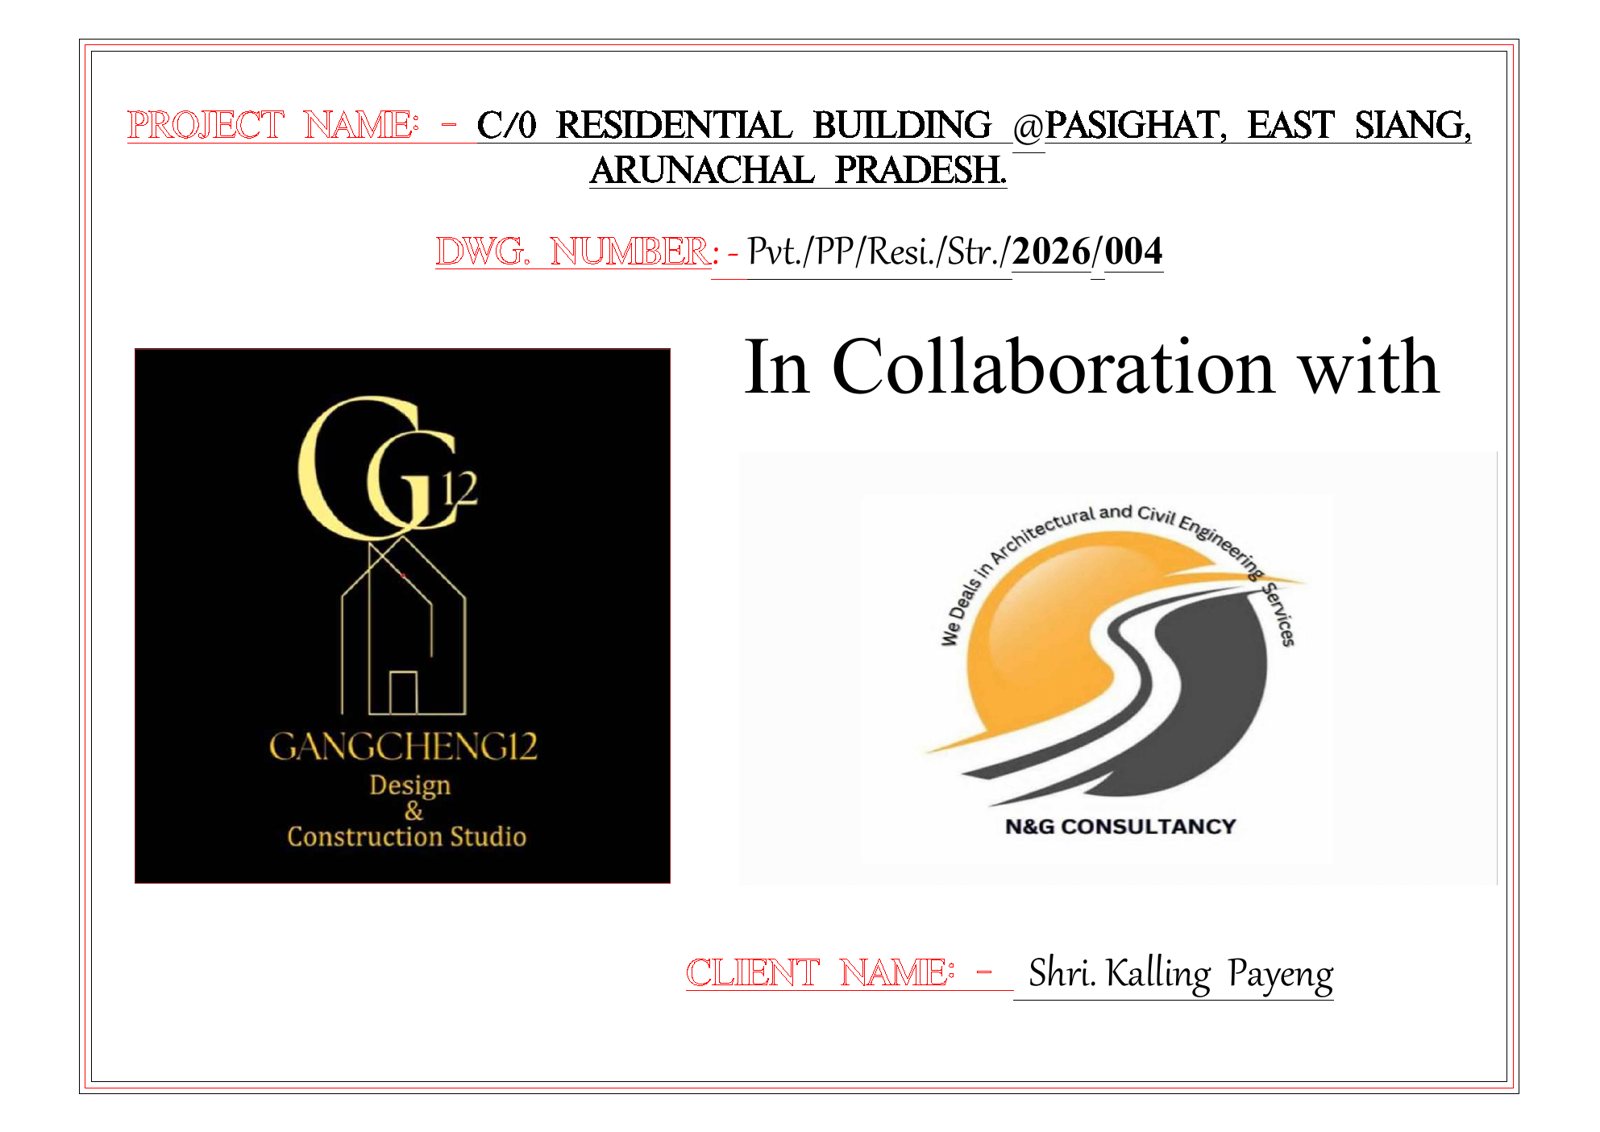 PROJECT NAME: - C/0 RESIDENTIAL BUILDING @PASIGHAT, EAST SIANG,
ARUNACHAL PRADESH.
DWG. NUMBER: - Pvt./PP/Resi./Str./2026/004
In Collaboration with
GG12
GANGCHENG12
Design
&
Construction Studio
We Deals in Architectural and Civil Engineering Services
N&G CONSULTANCY
CLIENT NAME: - Shri. Kalling Payeng